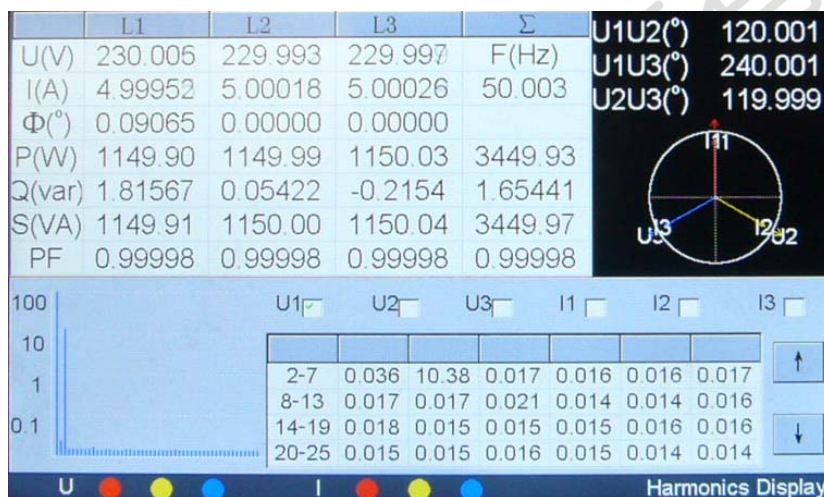 L1 L2 L3 Σ
U(V) 230.005 229.993 229.997 F(Hz)
I(A) 4.99952 5.00018 5.00026 50.003
Φ(°) 0.09065 0.00000 0.00000
P(W) 1149.90 1149.99 1150.03 3449.93
Q(var) 1.81567 0.05422 -0.2154 1.65441
S(VA) 1149.91 1150.00 1150.04 3449.97
PF 0.99998 0.99998 0.99998 0.99998
U1U2(°) 120.001
U1U3(°) 240.001
U2U3(°) 119.999
I3 I2 U2
100
10
1
0.1
U1 U2 U3 I1 I2 I3
2-7 0.036 10.38 0.017 0.016 0.016 0.017
8-13 0.017 0.017 0.021 0.014 0.014 0.016
14-19 0.018 0.015 0.015 0.015 0.016 0.016
20-25 0.015 0.015 0.016 0.015 0.014 0.014
U I Harmonics Display